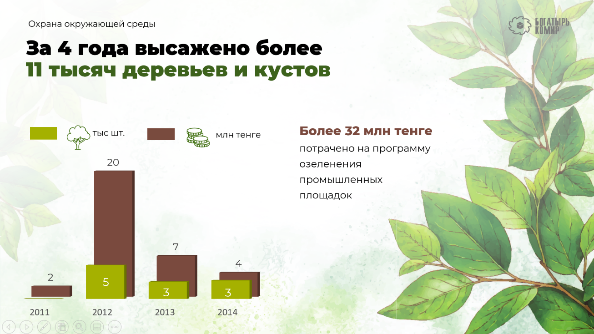 Охрана окружающей среды
БОГАТЫРЬ
КОМИР
За 4 года высажено более
11 тысяч деревьев и кустов
тыс шт.
млн тенге
Более 32 млн тенге
потрачено на программу
озеленения
промышленных
площадок
20
7
4
2
5
3
3
2011
2012
2013
2014